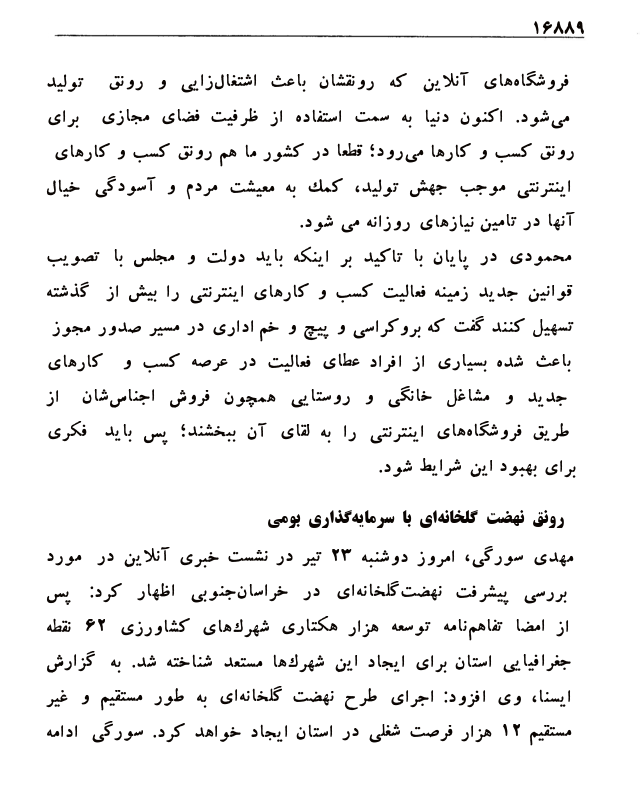 ۱۶۸۸۹
فروشگاه‌های آنلاین که رونقشان باعث اشتغال‌زایی و رونق تولید
می‌شود. اکنون دنیا به سمت استفاده از ظرفیت فضای مجازی برای
رونق کسب و کارها می‌رود؛ قطعا در کشور ما هم رونق کسب و کارهای
اینترنتی موجب جهش تولید، کمك به معیشت مردم و آسودگی خیال
آنها در تامین نیازهای روزانه می شود.
محمودی در پایان با تاکید بر اینکه باید دولت و مجلس با تصویب
قوانین جدید زمینه فعالیت کسب و کارهای اینترنتی را بیش از گذشته
تسهیل کنند گفت که بروکراسی و پیچ و خم اداری در مسیر صدور مجوز
باعث شده بسیاری از افراد عطای فعالیت در عرصه کسب و کارهای
جدید و مشاغل خانگی و روستایی همچون فروش اجناس‌شان از
طریق فروشگاه‌های اینترنتی را به لقای آن ببخشند؛ پس باید فکری
برای بهبود این شرایط شود.
رونق نهضت گلخانه‌ای با سرمایه‌گذاری بومی
مهدی سورگی، امروز دوشنبه ۲۳ تیر در نشست خبری آنلاین در مورد
بررسی پیشرفت نهضت‌گلخانه‌ای در خراسان‌جنوبی اظهار کرد: پس
از امضا تفاهم‌نامه توسعه هزار هکتاری شهرك‌های کشاورزی ۶۲ نقطه
جغرافیایی استان برای ایجاد این شهرك‌ها مستعد شناخته شد. به گزارش
ایسنا، وی افزود: اجرای طرح نهضت گلخانه‌ای به طور مستقیم و غیر
مستقیم ۱۲ هزار فرصت شغلی در استان ایجاد خواهد کرد. سورگی ادامه